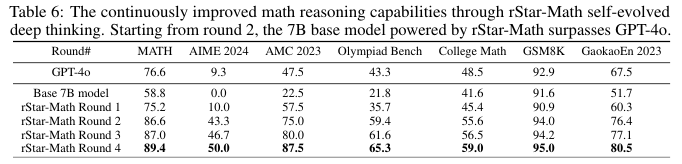 Table 6: The continuously improved math reasoning capabilities through rStar-Math self-evolved
deep thinking. Starting from round 2, the 7B base model powered by rStar-Math surpasses GPT-4o.
Round# MATH AIME 2024 AMC 2023 Olympiad Bench College Math GSM8K GaokaoEn 2023
GPT-4o 76.6 9.3 47.5 43.3 48.5 92.9 67.5
Base 7B model 58.8 0.0 22.5 21.8 41.6 91.6 51.7
rStar-Math Round 1 75.2 10.0 57.5 35.7 45.4 90.9 60.3
rStar-Math Round 2 86.6 43.3 75.0 59.4 55.6 94.0 76.4
rStar-Math Round 3 87.0 46.7 80.0 61.6 56.5 94.2 77.1
rStar-Math Round 4 89.4 50.0 87.5 65.3 59.0 95.0 80.5